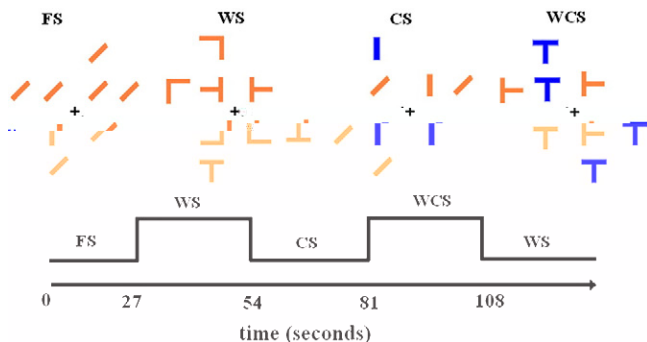 FS WS CS WCS
WS WCS
FS CS WS
0 27 54 81 108
time (seconds)